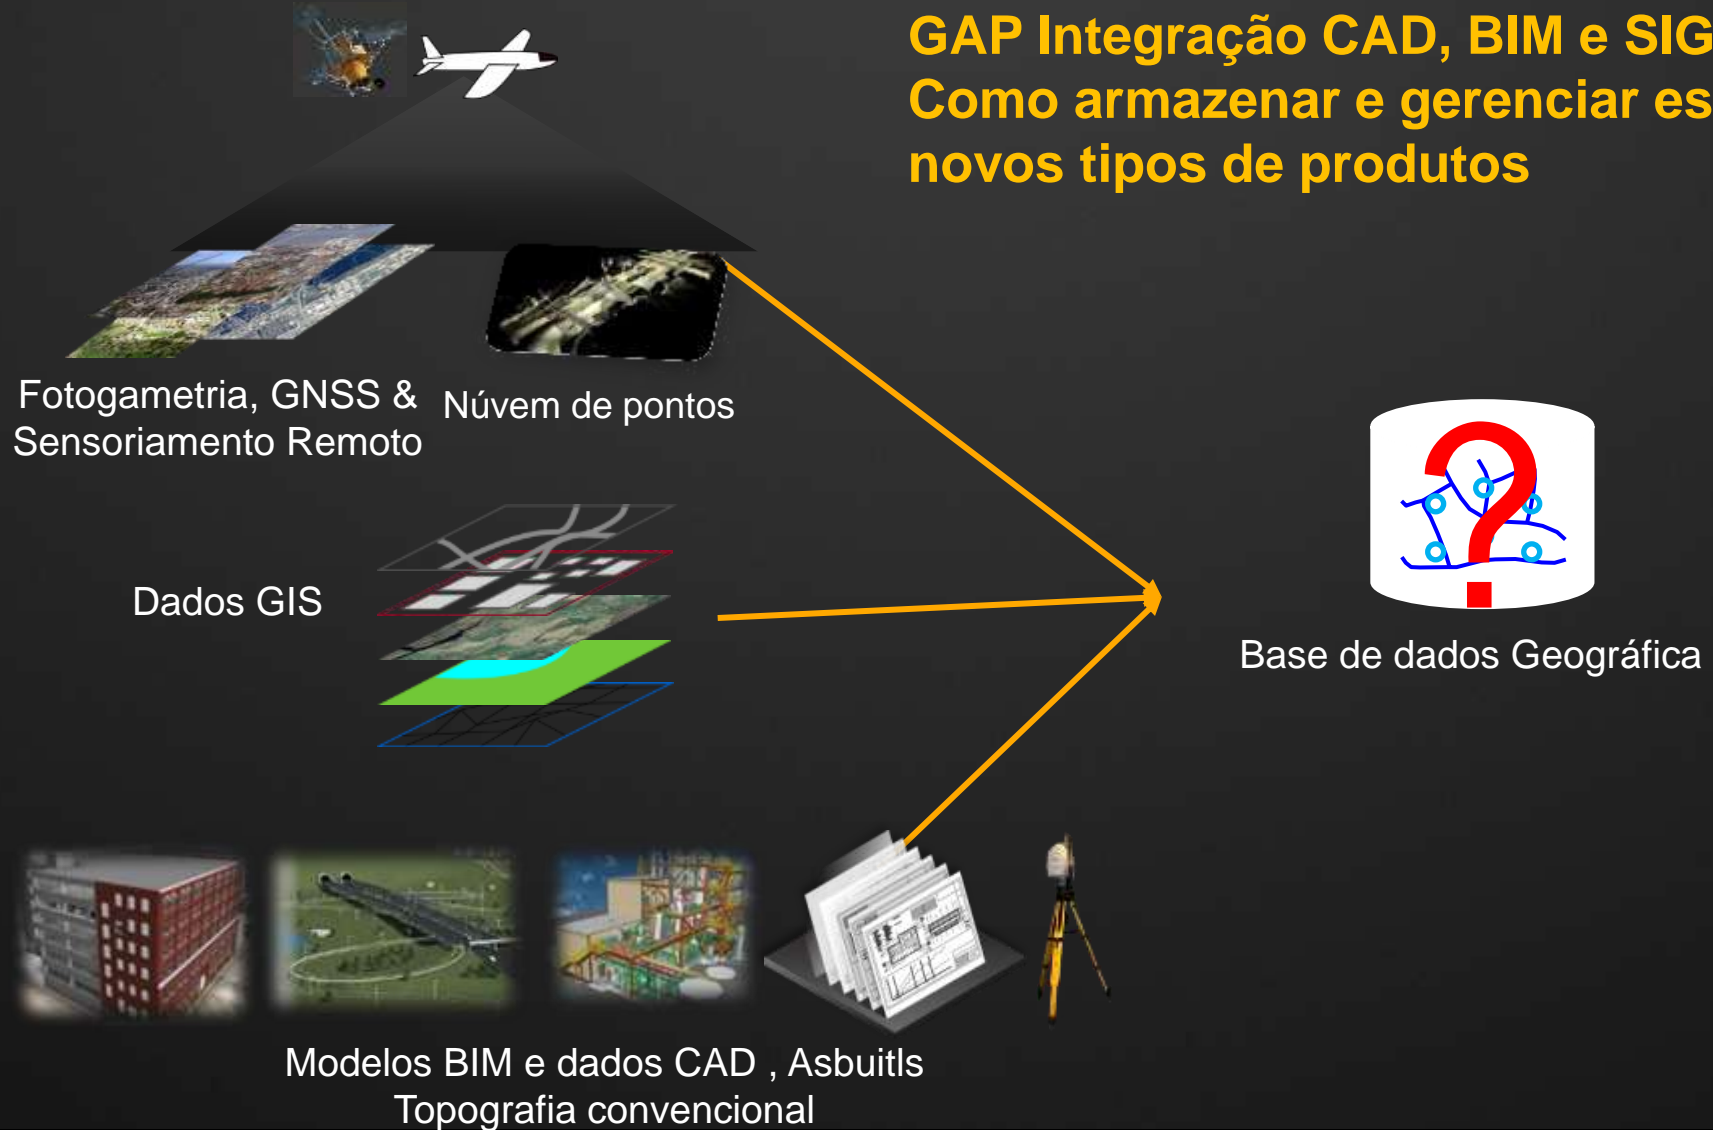 GAP Integração CAD, BIM e SIG
Como armazenar e gerenciar es
novos tipos de produtos
Fotogametria, GNSS &
Sensoriamento Remoto
Núvem de pontos
Dados GIS
?
Base de dados Geográfica
Modelos BIM e dados CAD , Asbuitls
Topografia convencional